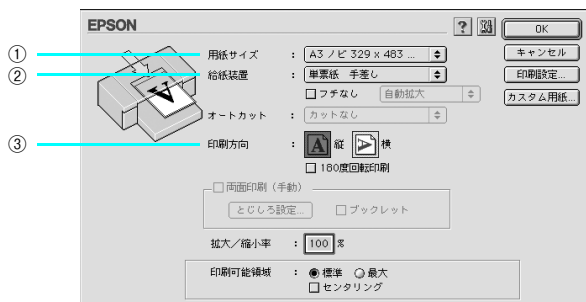 EPSON
? OK
① 用紙サイズ : A3 ノビ 329 x 483 ... キャンセル
② 給紙装置 : 単票紙 手差し 印刷設定...
フチなし 自動拡大 カスタム用紙...
オートカット : カットなし
③ 印刷方向 : A 縦 A 横
180度回転印刷
両面印刷（手動）
とじしろ設定... ブックレット
拡大／縮小率 : 100 %
印刷可能領域 : 標準 最大
センタリング